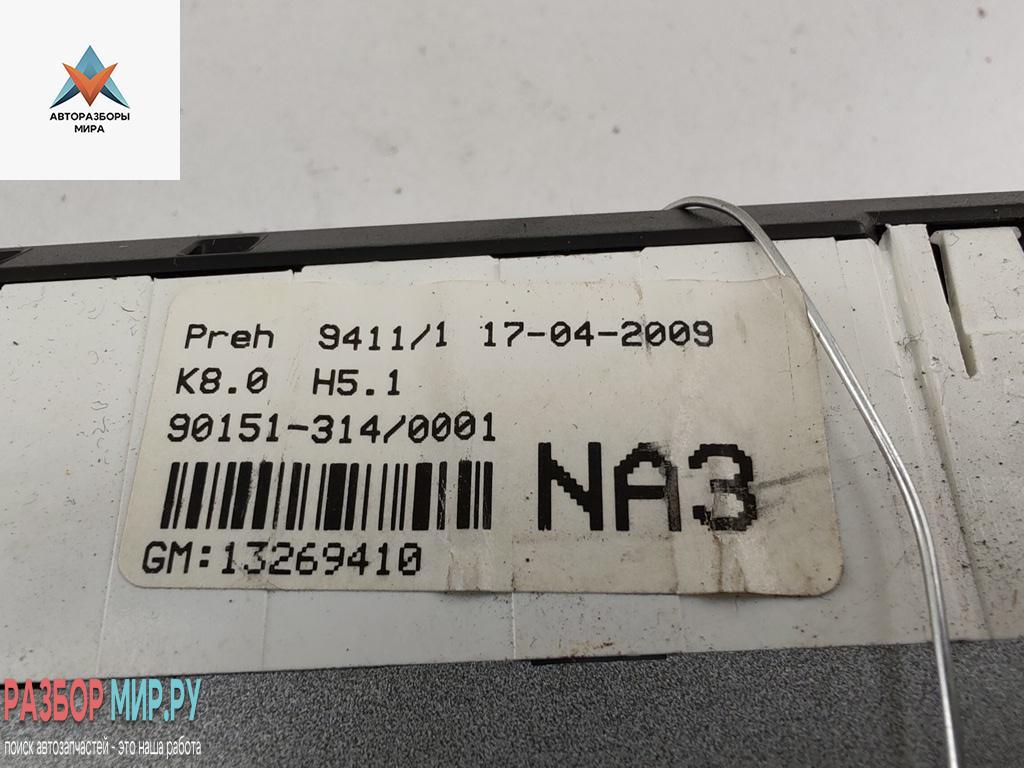 АВТОРАЗБОРЫ
МИРА
Preh 9411/1 17-04-2009
K8.0 H5.1
90151-314/0001
NA3
GM:13269410
РАЗБОР МИР.РУ
поиск автозапчастей - это наша работа